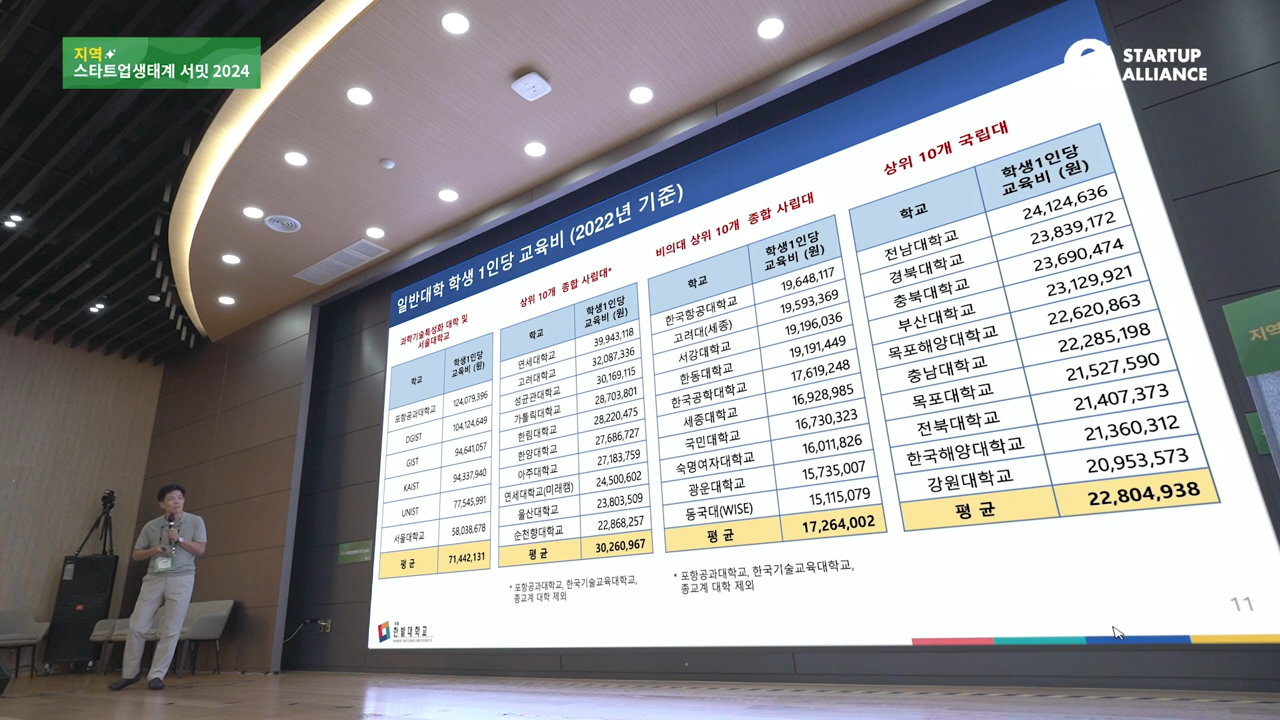 지역
스타트업생태계 서밋 2024
STARTUP
ALLIANCE
일반대학 학생 1인당 교육비 (2022년 기준)
과학기술특성화 대학 및
서울대학교
학교
학생1인당
교육비 (원)
포항공과대학교 124,079,396
DGIST 104,124,649
GIST 94,641,057
KAIST 94,337,940
UNIST 77,545,991
서울대학교 58,038,678
평 균 71,442,131
상위 10개 종합 사립대*
학교
학생1인당
교육비 (원)
연세대학교 39,943,118
고려대학교 32,087,336
성균관대학교 30,169,115
가톨릭대학교 28,703,801
한림대학교 28,220,475
한양대학교 27,686,727
아주대학교 27,183,759
연세대학교(미래캠) 24,500,602
울산대학교 23,803,509
순천향대학교 22,868,257
평 균 30,260,967
* 포항공과대학교, 한국기술교육대학교,
종교계 대학 제외
비의대 상위 10개 종합 사립대
학교
학생1인당
교육비 (원)
한국항공대학교 19,648,117
고려대(세종) 19,593,369
서강대학교 19,196,036
한동대학교 19,191,449
한국공학대학교 17,619,248
세종대학교 16,928,985
국민대학교 16,730,323
숙명여자대학교 16,011,826
광운대학교 15,735,007
동국대(WISE) 15,115,079
평 균 17,264,002
* 포항공과대학교, 한국기술교육대학교,
종교계 대학 제외
상위 10개 국립대
학교
학생1인당
교육비 (원)
전남대학교 24,124,636
경북대학교 23,839,172
충북대학교 23,690,474
부산대학교 23,129,921
목포해양대학교 22,620,863
충남대학교 22,285,198
목포대학교 21,527,590
전북대학교 21,407,373
한국해양대학교 21,360,312
강원대학교 20,953,573
평 균 22,804,938
한밭대학교
11
지역